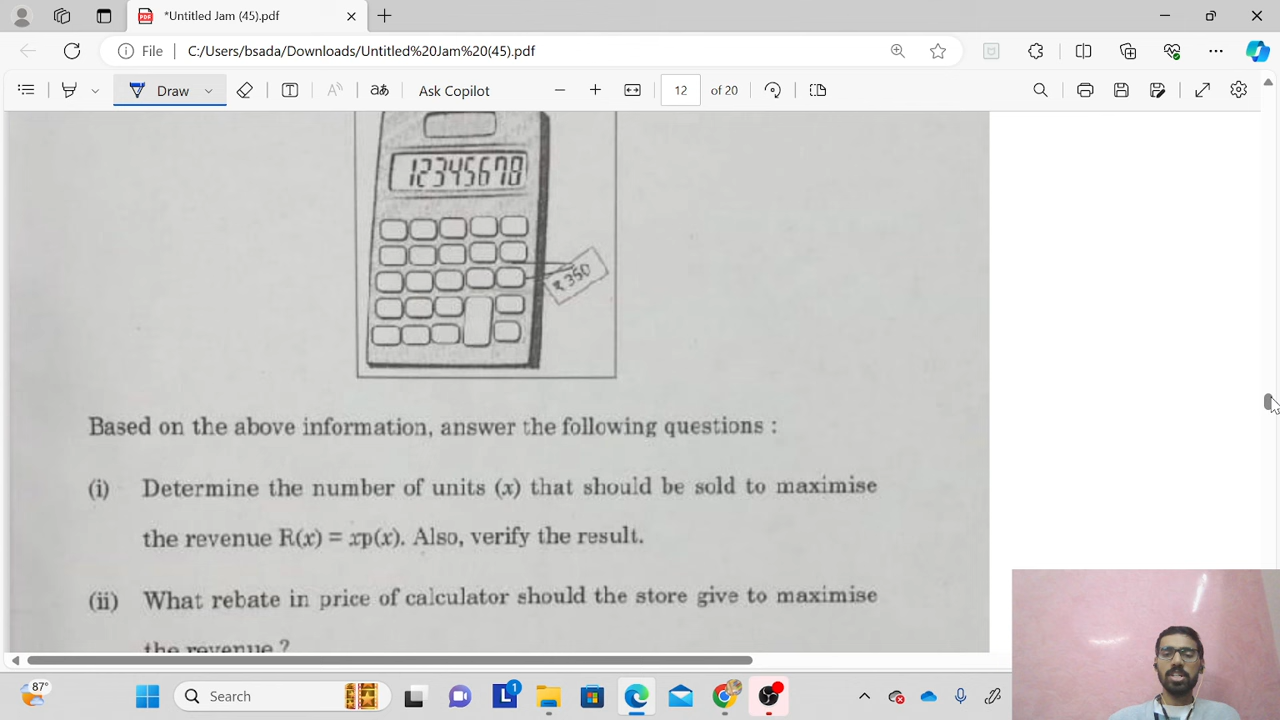 *Untitled Jam (45).pdf
File
C:/Users/bsada/Downloads/Untitled%20Jam%20(45).pdf
Draw
Ask Copilot
12
of 20
12345678
₹ 350
Based on the above information, answer the following questions :
(i) Determine the number of units (x) that should be sold to maximise
the revenue R(x) = xp(x). Also, verify the result.
(ii) What rebate in price of calculator should the store give to maximise
the revenue ?
87°
Search
1